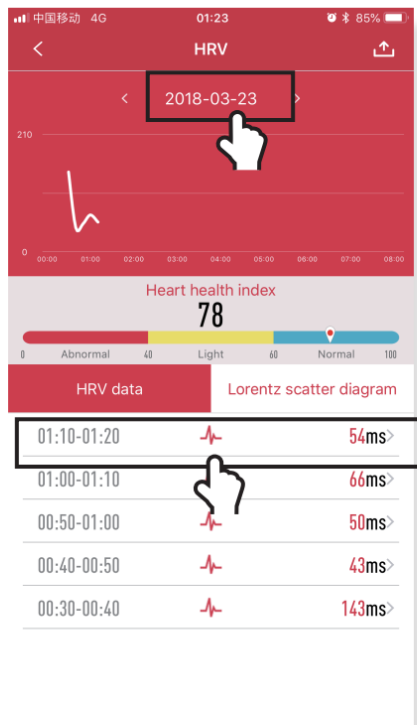 中国移动 4G 01:23 85%
HRV
2018-03-23
210
0
00:00 01:00 02:00 03:00 04:00 05:00 06:00 07:00 08:00
Heart health index
78
0 Abnormal 40 Light 60 Normal 100
HRV data Lorentz scatter diagram
01:10-01:20 54ms
01:00-01:10 66ms
00:50-01:00 50ms
00:40-00:50 43ms
00:30-00:40 143ms